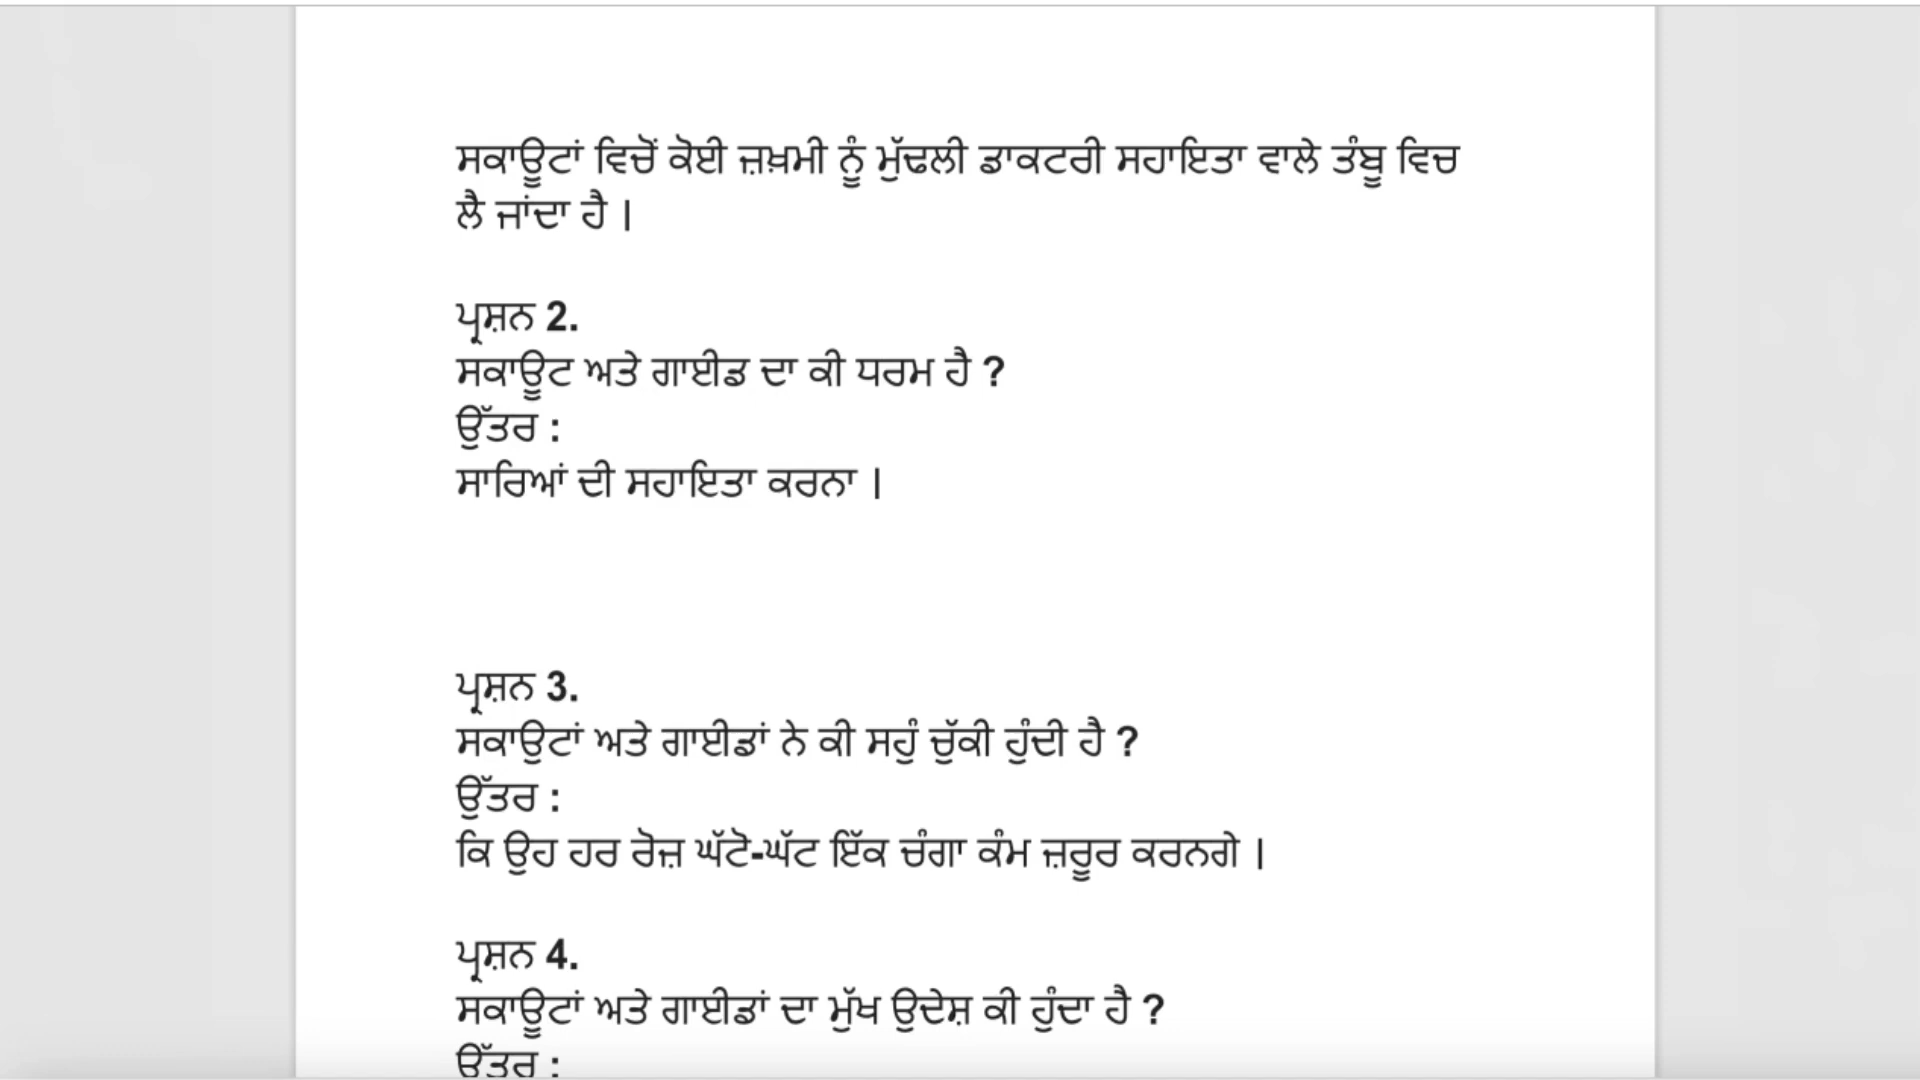 ਸਕਾਊਟਾਂ ਵਿਚੋਂ ਕੋਈ ਜ਼ਖ਼ਮੀ ਨੂੰ ਮੁੱਢਲੀ ਡਾਕਟਰੀ ਸਹਾਇਤਾ ਵਾਲੇ ਤੰਬੂ ਵਿਚ
ਲੈ ਜਾਂਦਾ ਹੈ |
ਪ੍ਰਸ਼ਨ 2.
ਸਕਾਊਟ ਅਤੇ ਗਾਈਡ ਦਾ ਕੀ ਧਰਮ ਹੈ ?
ਉੱਤਰ :
ਸਾਰਿਆਂ ਦੀ ਸਹਾਇਤਾ ਕਰਨਾ |
ਪ੍ਰਸ਼ਨ 3.
ਸਕਾਉਟਾਂ ਅਤੇ ਗਾਈਡਾਂ ਨੇ ਕੀ ਸਹੁੰ ਚੁੱਕੀ ਹੁੰਦੀ ਹੈ ?
ਉੱਤਰ :
ਕਿ ਉਹ ਹਰ ਰੋਜ਼ ਘੱਟੋ-ਘੱਟ ਇੱਕ ਚੰਗਾ ਕੰਮ ਜ਼ਰੂਰ ਕਰਨਗੇ |
ਪ੍ਰਸ਼ਨ 4.
ਸਕਾਊਟਾਂ ਅਤੇ ਗਾਈਡਾਂ ਦਾ ਮੁੱਖ ਉਦੇਸ਼ ਕੀ ਹੁੰਦਾ ਹੈ ?
ਉੱਤਰ :